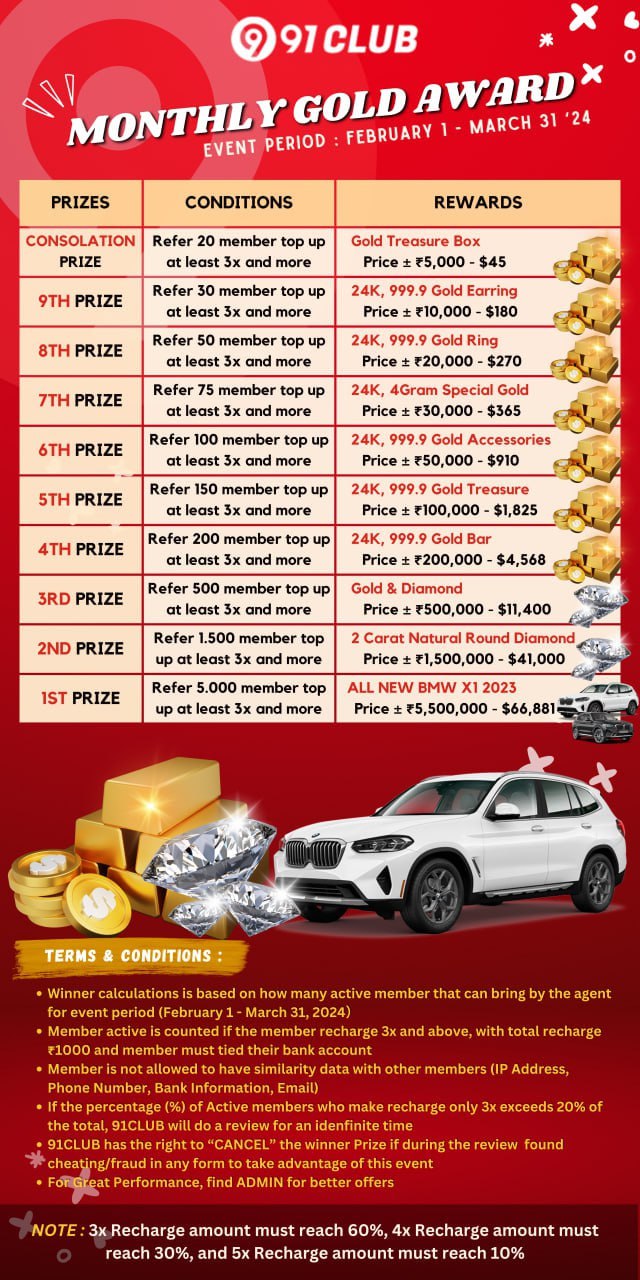 91 CLUB
MONTHLY GOLD AWARD
EVENT PERIOD : FEBRUARY 1 - MARCH 31 '24
PRIZES CONDITIONS REWARDS
CONSOLATION PRIZE
Refer 20 member top up
at least 3x and more
Gold Treasure Box
Price ± ₹5,000 - $45
9TH PRIZE
Refer 30 member top up
at least 3x and more
24K, 999.9 Gold Earring
Price ± ₹10,000 - $180
8TH PRIZE
Refer 50 member top up
at least 3x and more
24K, 999.9 Gold Ring
Price ± ₹20,000 - $270
7TH PRIZE
Refer 75 member top up
at least 3x and more
24K, 4Gram Special Gold
Price ± ₹30,000 - $365
6TH PRIZE
Refer 100 member top up
at least 3x and more
24K, 999.9 Gold Accessories
Price ± ₹50,000 - $910
5TH PRIZE
Refer 150 member top up
at least 3x and more
24K, 999.9 Gold Treasure
Price ± ₹100,000 - $1,825
4TH PRIZE
Refer 200 member top up
at least 3x and more
24K, 999.9 Gold Bar
Price ± ₹200,000 - $4,568
3RD PRIZE
Refer 500 member top up
at least 3x and more
Gold & Diamond
Price ± ₹500,000 - $11,400
2ND PRIZE
Refer 1.500 member top
up at least 3x and more
2 Carat Natural Round Diamond
Price ± ₹1,500,000 - $41,000
1ST PRIZE
Refer 5.000 member top
up at least 3x and more
ALL NEW BMW X1 2023
Price ± ₹5,500,000 - $66,881
TERMS & CONDITIONS :
• Winner calculations is based on how many active member that can bring by the agent
for event period (February 1 - March 31, 2024)
• Member active is counted if the member recharge 3x and above, with total recharge
₹1000 and member must tied their bank account
• Member is not allowed to have similarity data with other members (IP Address,
Phone Number, Bank Information, Email)
• If the percentage (%) of Active members who make recharge only 3x exceeds 20% of
the total, 91CLUB will do a review for an idenfinite time
• 91CLUB has the right to “CANCEL” the winner Prize if during the review found
cheating/fraud in any form to take advantage of this event
• For Great Performance, find ADMIN for better offers
NOTE : 3x Recharge amount must reach 60%, 4x Recharge amount must
reach 30%, and 5x Recharge amount must reach 10%